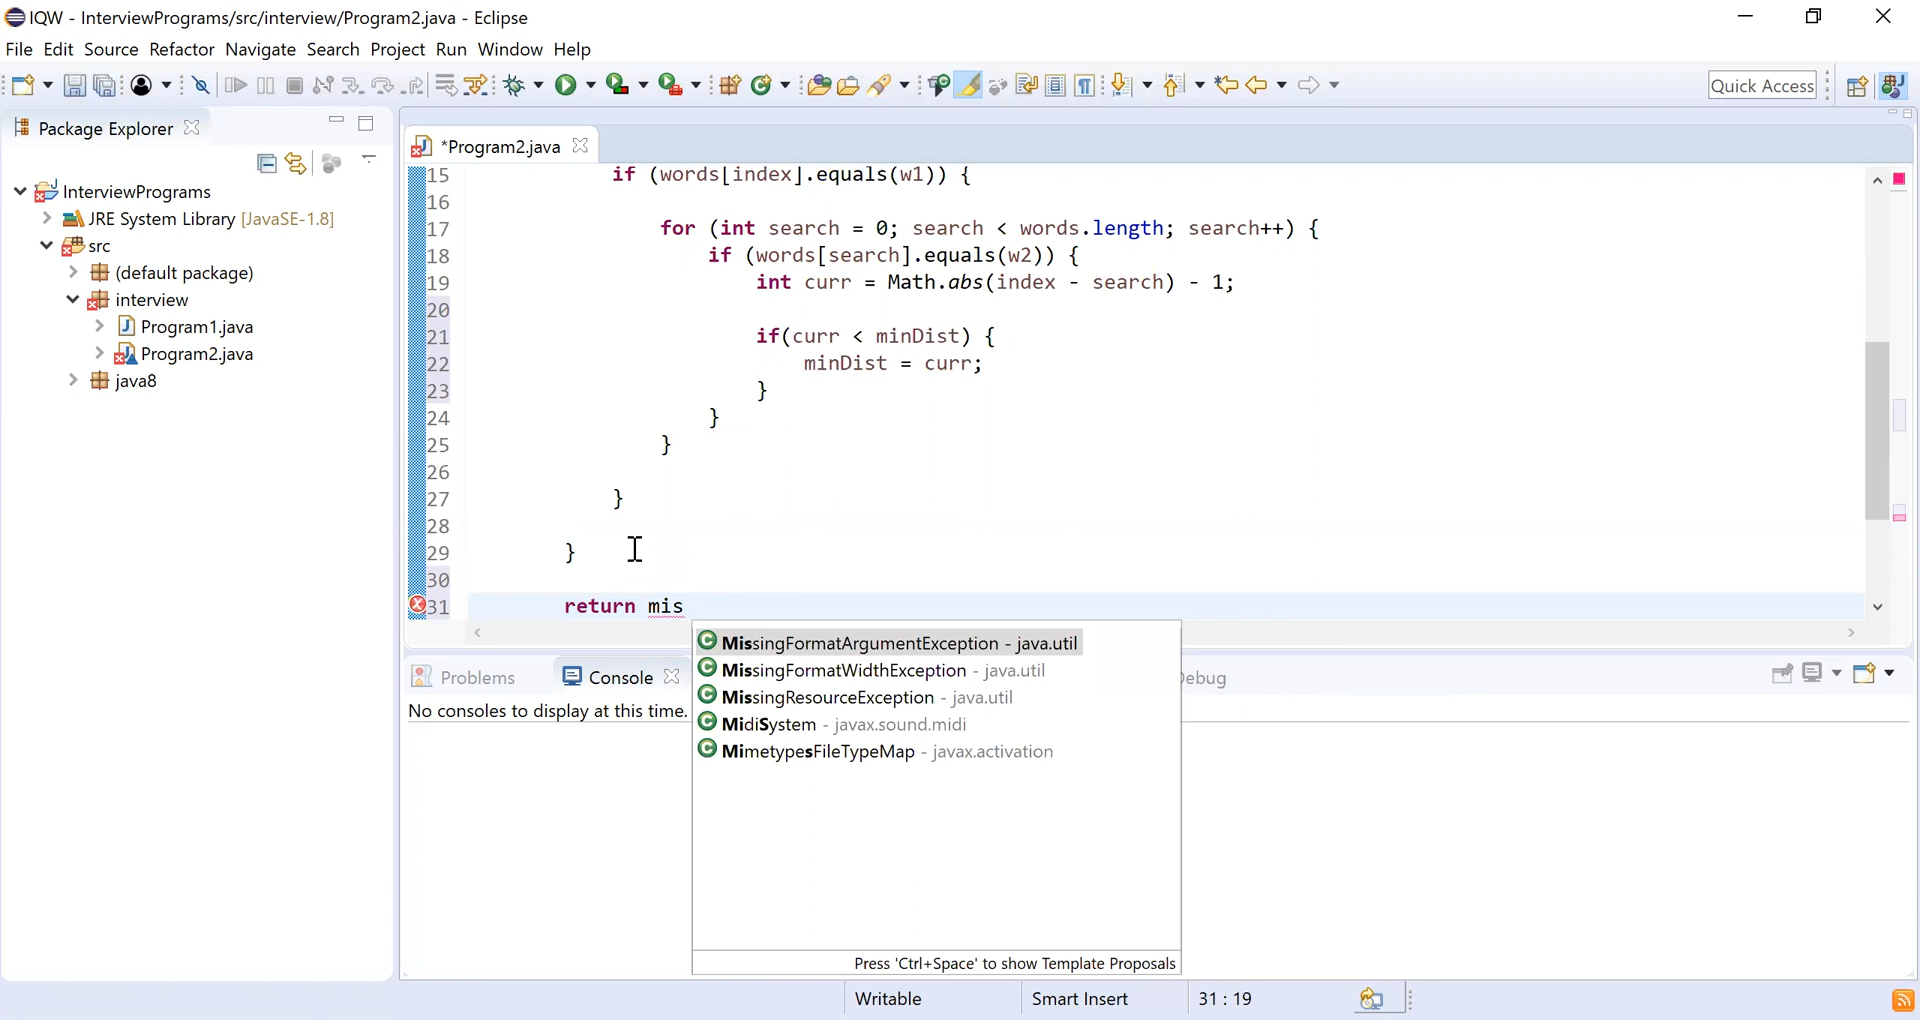 IQW - InterviewPrograms/src/interview/Program2.java - Eclipse
File Edit Source Refactor Navigate Search Project Run Window Help
Quick Access
Package Explorer
*Program2.java
InterviewPrograms
JRE System Library [JavaSE-1.8]
src
(default package)
interview
Program1.java
Program2.java
java8
15 if (words[index].equals(w1)) {
16
17 for (int search = 0; search < words.length; search++) {
18 if (words[search].equals(w2)) {
19 int curr = Math.abs(index - search) - 1;
20
21 if(curr < minDist) {
22 minDist = curr;
23 }
24 }
25 }
26
27 }
28
29 }
30
31 return mis
MissingFormatArgumentException - java.util
MissingFormatWidthException - java.util
MissingResourceException - java.util
MidiSystem - javax.sound.midi
MimetypesFileTypeMap - javax.activation
Press 'Ctrl+Space' to show Template Proposals
Problems Console Debug
No consoles to display at this time.
Writable Smart Insert 31 : 19